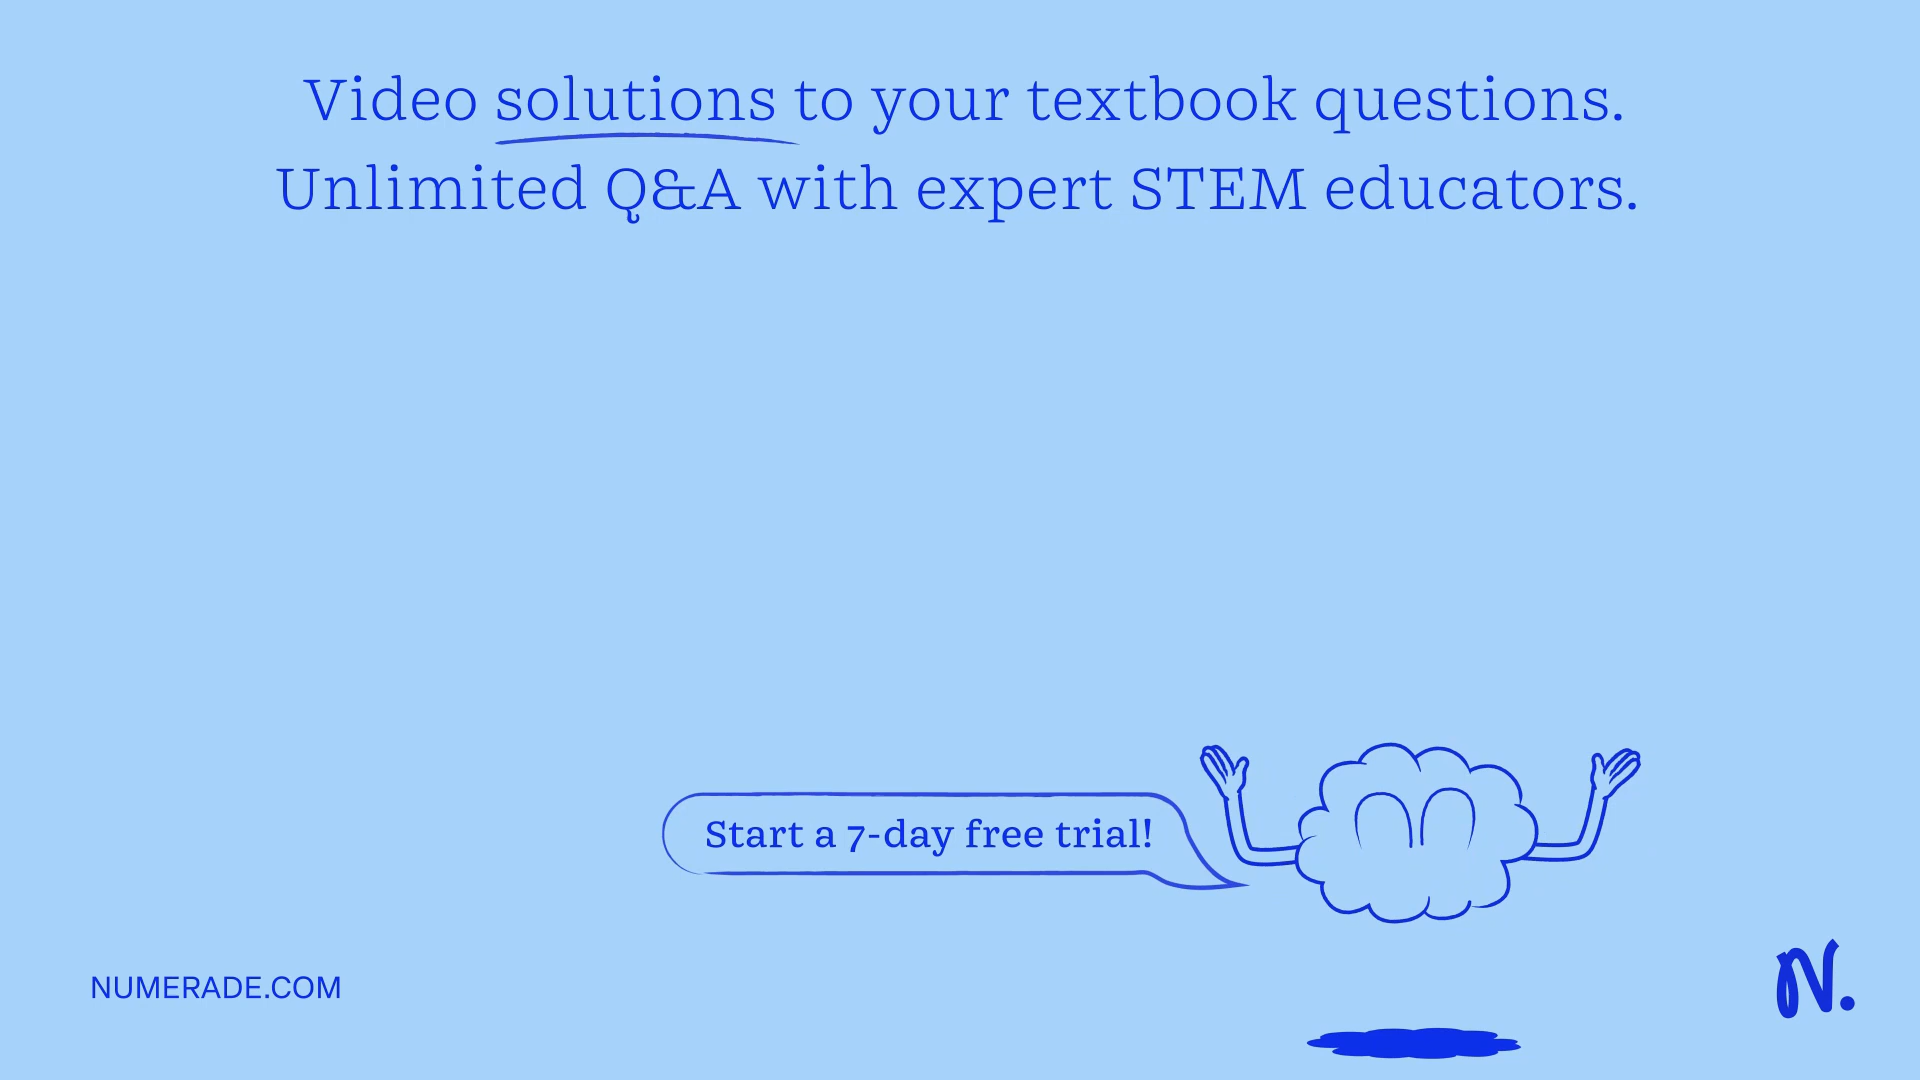 Video solutions to your textbook questions.
Unlimited Q&A with expert STEM educators.
Start a 7-day free trial!
NUMERADE.COM
N.